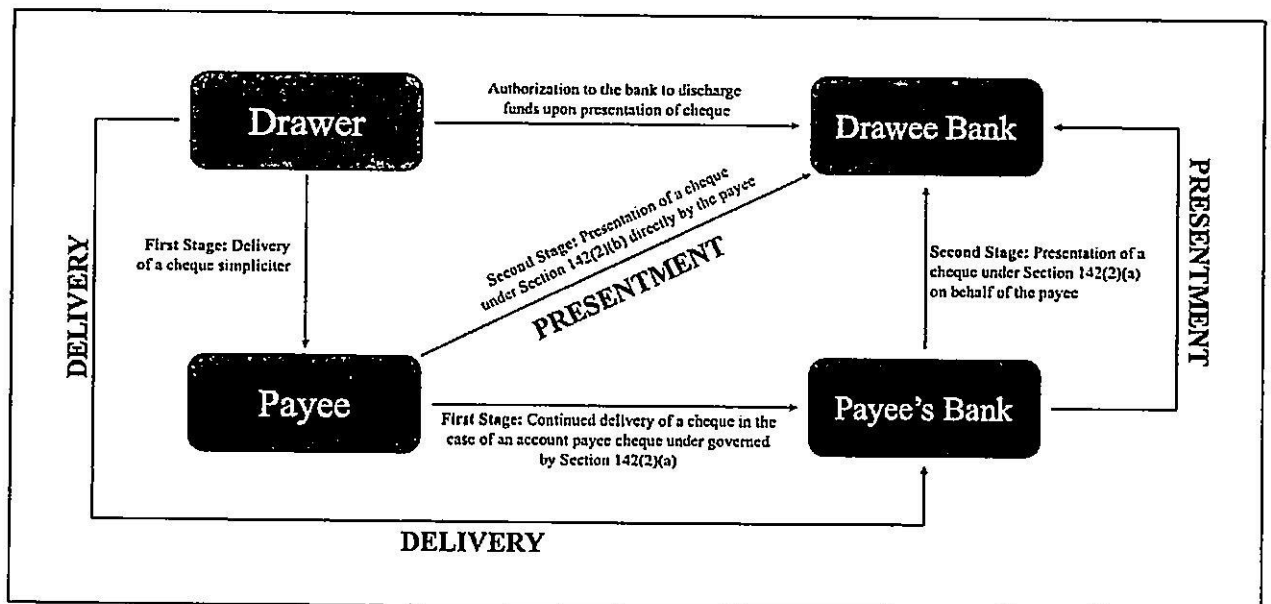 Drawer
Authorization to the bank to discharge
funds upon presentation of cheque
Drawee Bank
DELIVERY
First Stage: Delivery
of a cheque simpliciter
Second Stage: Presentation of a cheque
under Section 142(2)(b) directly by the payee
PRESENTMENT
Second Stage: Presentation of a
cheque under Section 142(2)(a)
on behalf of the payee
PRESENTMENT
Payee
First Stage: Continued delivery of a cheque in the
case of an account payee cheque under governed
by Section 142(2)(a)
Payee's Bank
DELIVERY